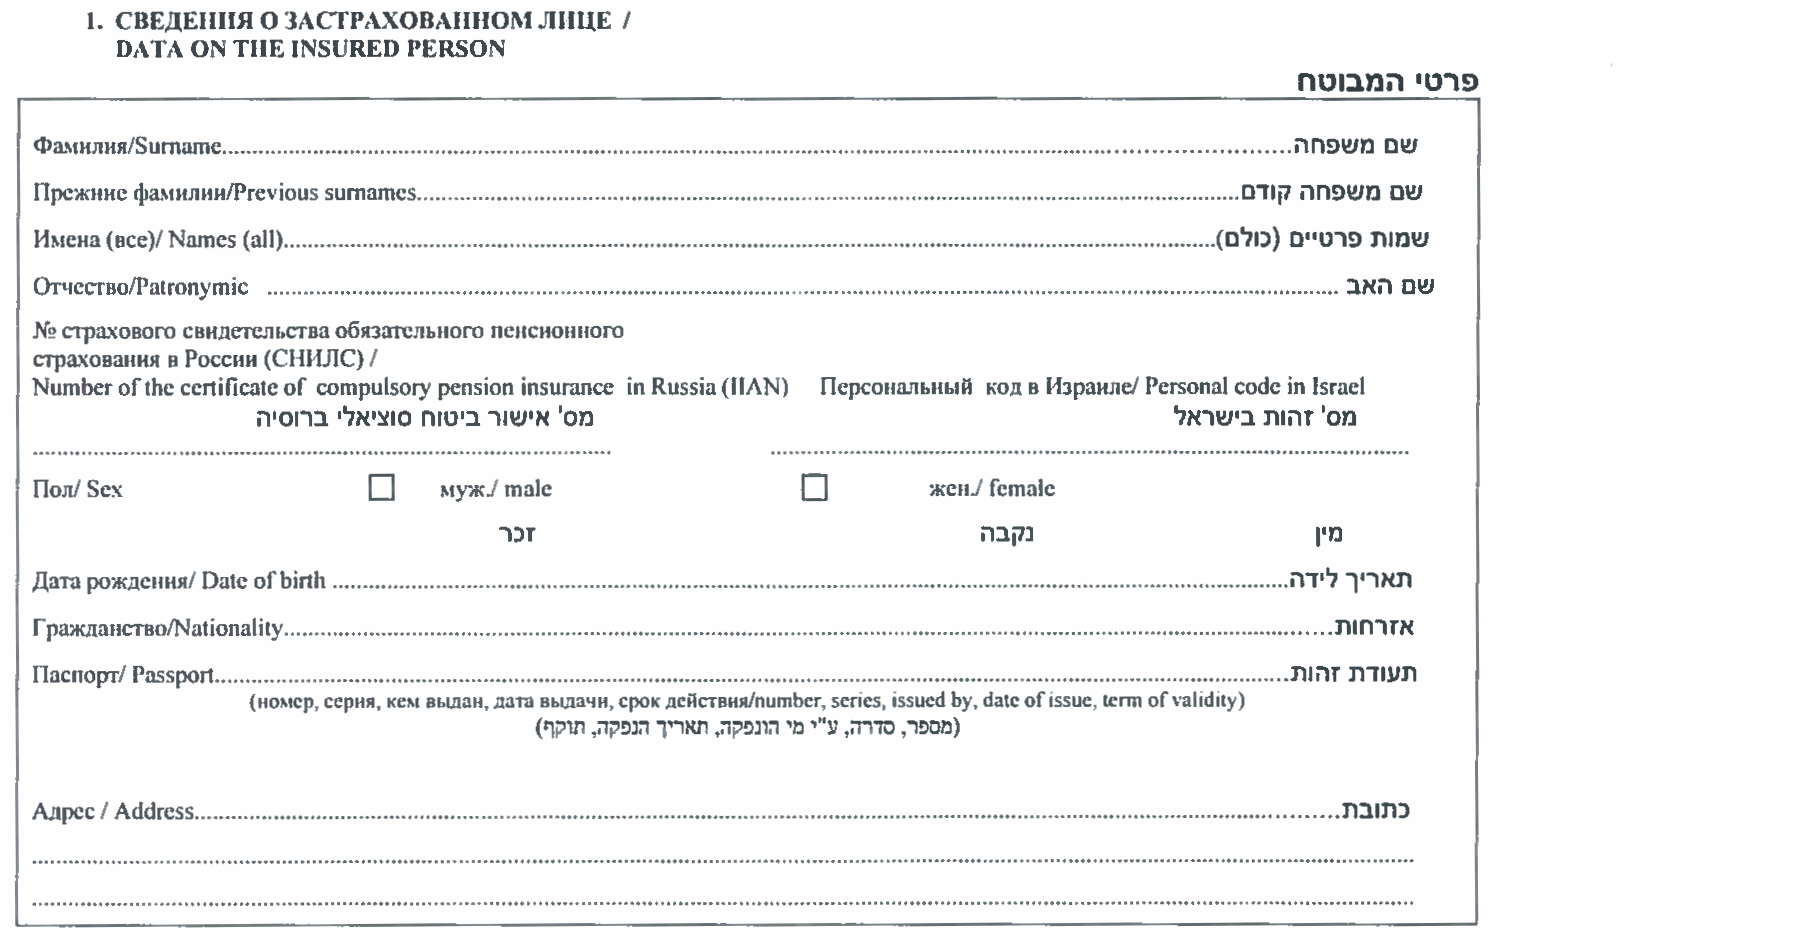 1. СВЕДЕНИЯ О ЗАСТРАХОВАННОМ ЛИЦЕ /
DATA ON THE INSURED PERSON
פרטי המבוטח
Фамилия/Surname.....שם משפחה
Прежние фамилии/Previous surnames.....שם משפחה קודם
Имена (все)/ Names (all).....שמות פרטיים (כולם)
Отчество/Patronymic ..... שם האב
№ страхового свидетельства обязательного пенсионного
страхования в России (СНИЛС) /
Number of the certificate of compulsory pension insurance in Russia (IIAN) Персональный код в Израиле/ Personal code in Israel
מס' אישור ביטוח סוציאלי ברוסיה מס' זהות בישראל
Пол/ Sex муж./ male жен./ female
זכר נקבה מין
Дата рождения/ Date of birth .....תאריך לידה
Гражданство/Nationality.....אזרחות
Паспорт/ Passport.....תעודת זהות
(номер, серия, кем выдан, дата выдачи, срок действия/number, series, issued by, date of issue, term of validity)
(מספר, סדרה, ע"י מי הונפקה, תאריך הנפקה, תוקף)
Адрес / Address.....כתובת